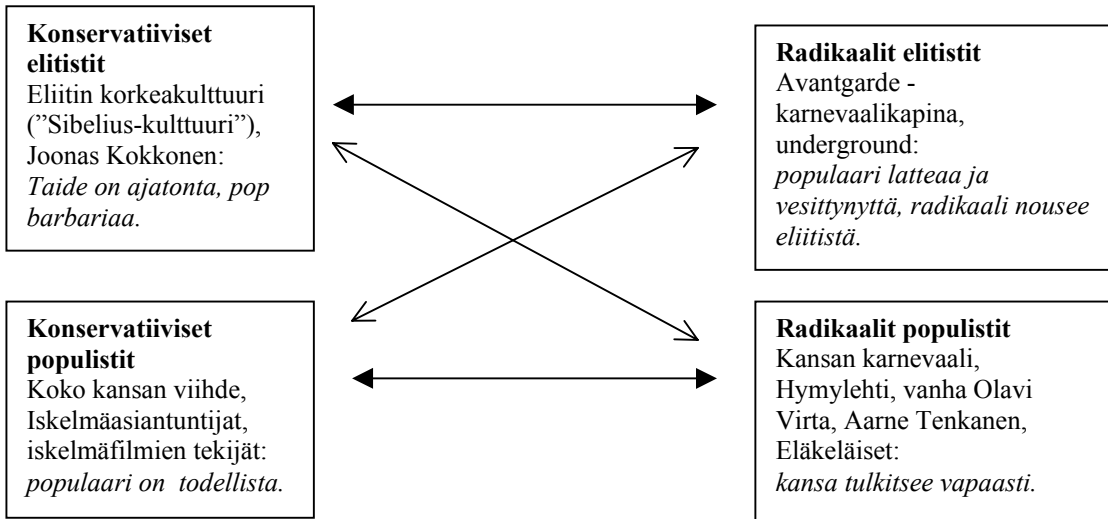 Konservatiiviset
elitistit
Eliitin korkeakulttuuri
(”Sibelius-kulttuuri”),
Joonas Kokkonen:
Taide on ajatonta, pop
barbariaa.
Radikaalit elitistit
Avantgarde -
karnevaalikapina,
underground:
populaari latteaa ja
vesittynyttä, radikaali nousee
eliitistä.
Konservatiiviset
populistit
Koko kansan viihde,
Iskelmäasiantuntijat,
iskelmäfilmien tekijät:
populaari on todellista.
Radikaalit populistit
Kansan karnevaali,
Hymylehti, vanha Olavi
Virta, Aarne Tenkanen,
Eläkeläiset:
kansa tulkitsee vapaasti.